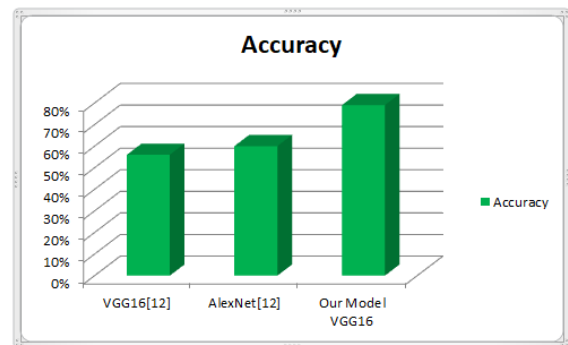 Accuracy
80%
70%
60%
50%
40%
30%
20%
10%
0%
VGG16[12]
AlexNet[12]
Our Model
VGG16
Accuracy